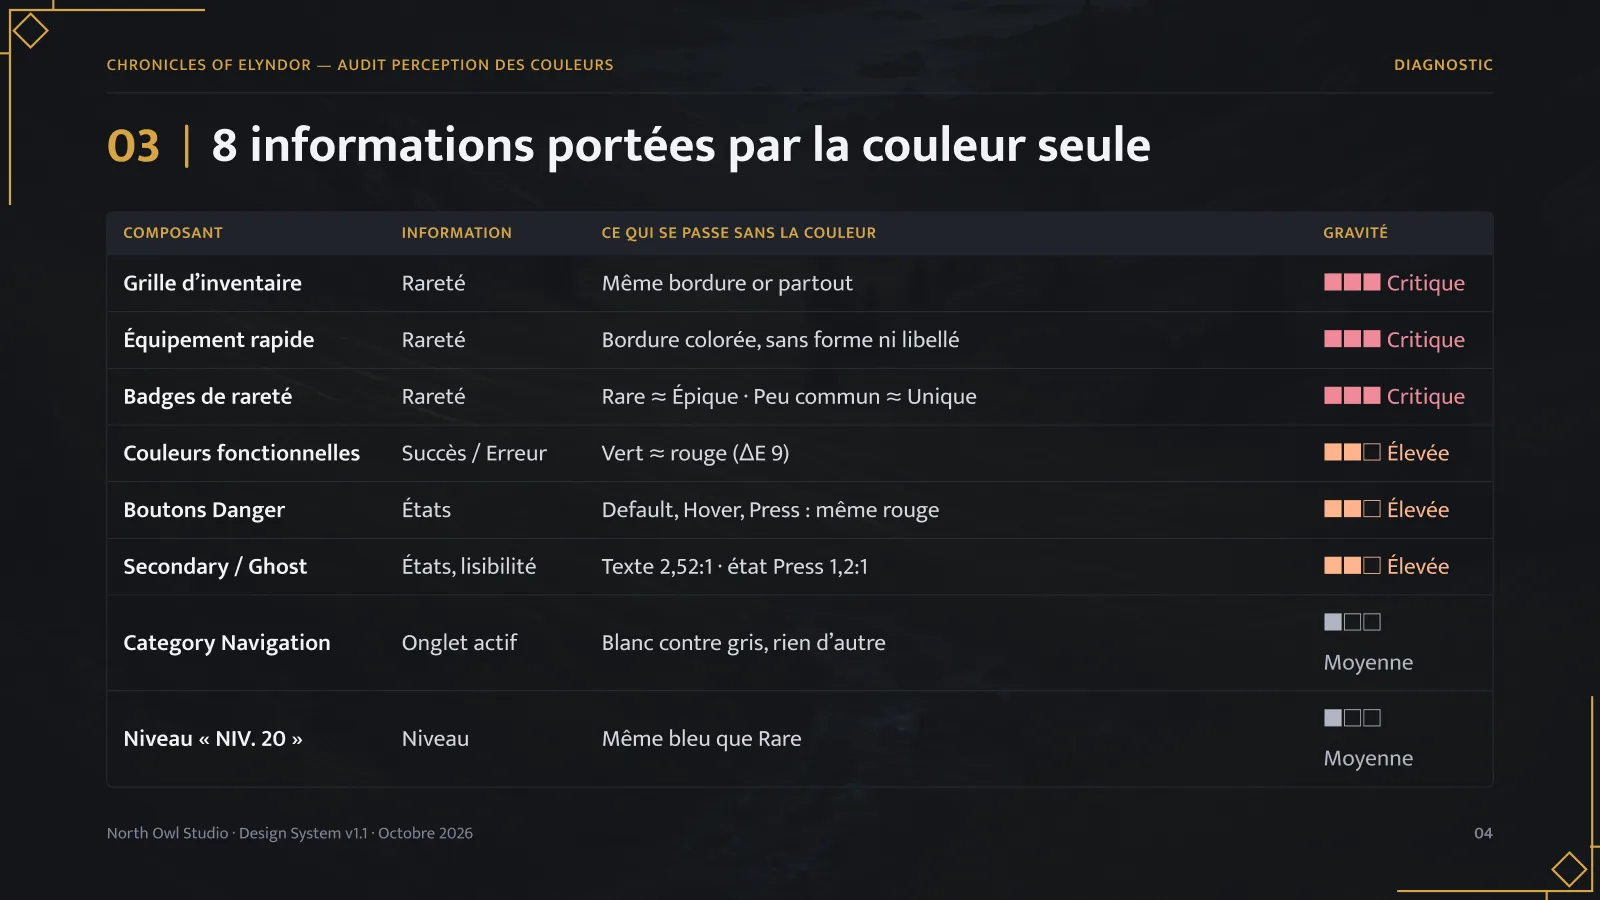 CHRONICLES OF ELYNDOR — AUDIT PERCEPTION DES COULEURS
DIAGNOSTIC
03 | 8 informations portées par la couleur seule
COMPOSANT INFORMATION CE QUI SE PASSE SANS LA COULEUR GRAVITÉ
Grille d’inventaire Rareté Même bordure or partout ■■■ Critique
Équipement rapide Rareté Bordure colorée, sans forme ni libellé ■■■ Critique
Badges de rareté Rareté Rare ≈ Épique · Peu commun ≈ Unique ■■■ Critique
Couleurs fonctionnelles Succès / Erreur Vert ≈ rouge (ΔE 9) ■■□ Élevée
Boutons Danger États Default, Hover, Press : même rouge ■■□ Élevée
Secondary / Ghost États, lisibilité Texte 2,52:1 · état Press 1,2:1 ■■□ Élevée
Category Navigation Onglet actif Blanc contre gris, rien d’autre ■□□
Moyenne
Niveau « NIV. 20 » Niveau Même bleu que Rare ■□□
Moyenne
North Owl Studio · Design System v1.1 · Octobre 2026
04